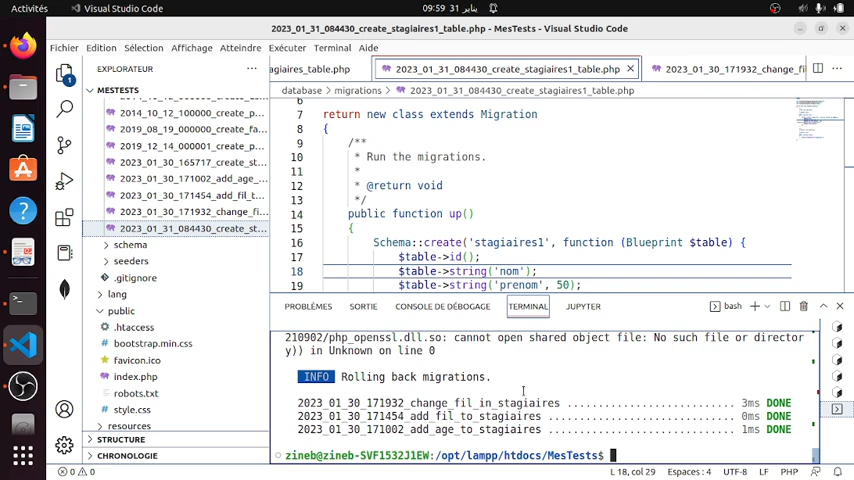 Activités
09:59 31 يناير
2023_01_31_084430_create_stagiaires1_table.php - MesTests - Visual Studio Code
Fichier Edition Sélection Affichage Atteindre Exécuter Terminal Aide
EXPLORATEUR
MESTESTS
2014_10_12_100000_create_p...
2019_08_19_000000_create_fa...
2019_12_14_000001_create_p...
2023_01_30_165717_create_st...
2023_01_30_171002_add_age_...
2023_01_30_171454_add_fil_t...
2023_01_30_171932_change_fi...
2023_01_31_084430_create_st...
schema
seeders
.gitignore
lang
public
.htaccess
bootstrap.min.css
favicon.ico
index.php
robots.txt
style.css
resources
STRUCTURE
CHRONOLOGIE
agiaires_table.php
2023_01_31_084430_create_stagiaires1_table.php
2023_01_30_171932_change_fil
database > migrations > 2023_01_31_084430_create_stagiaires1_table.php
6
7 return new class extends Migration
8 {
9 /**
10 * Run the migrations.
11 *
12 * @return void
13 */
14 public function up()
15 {
16 Schema::create('stagiaires1', function (Blueprint $table) {
17 $table->id();
18 $table->string('nom');
19 $table->string('prenom', 50);
PROBLÈMES SORTIE CONSOLE DE DÉBOGAGE TERMINAL JUPYTER
bash
210902/php_openssl.dll.so: cannot open shared object file: No such file or director
y)) in Unknown on line 0
INFO Rolling back migrations.
2023_01_30_171932_change_fil_in_stagiaires ............................ 3ms DONE
2023_01_30_171454_add_fil_to_stagiaires ................................ 0ms DONE
2023_01_30_171002_add_age_to_stagiaires ................................ 1ms DONE
zineb@zineb-SVF1532J1EW:/opt/lampp/htdocs/MesTests$
0 0 L 18, col 29 Espaces : 4 UTF-8 LF PHP